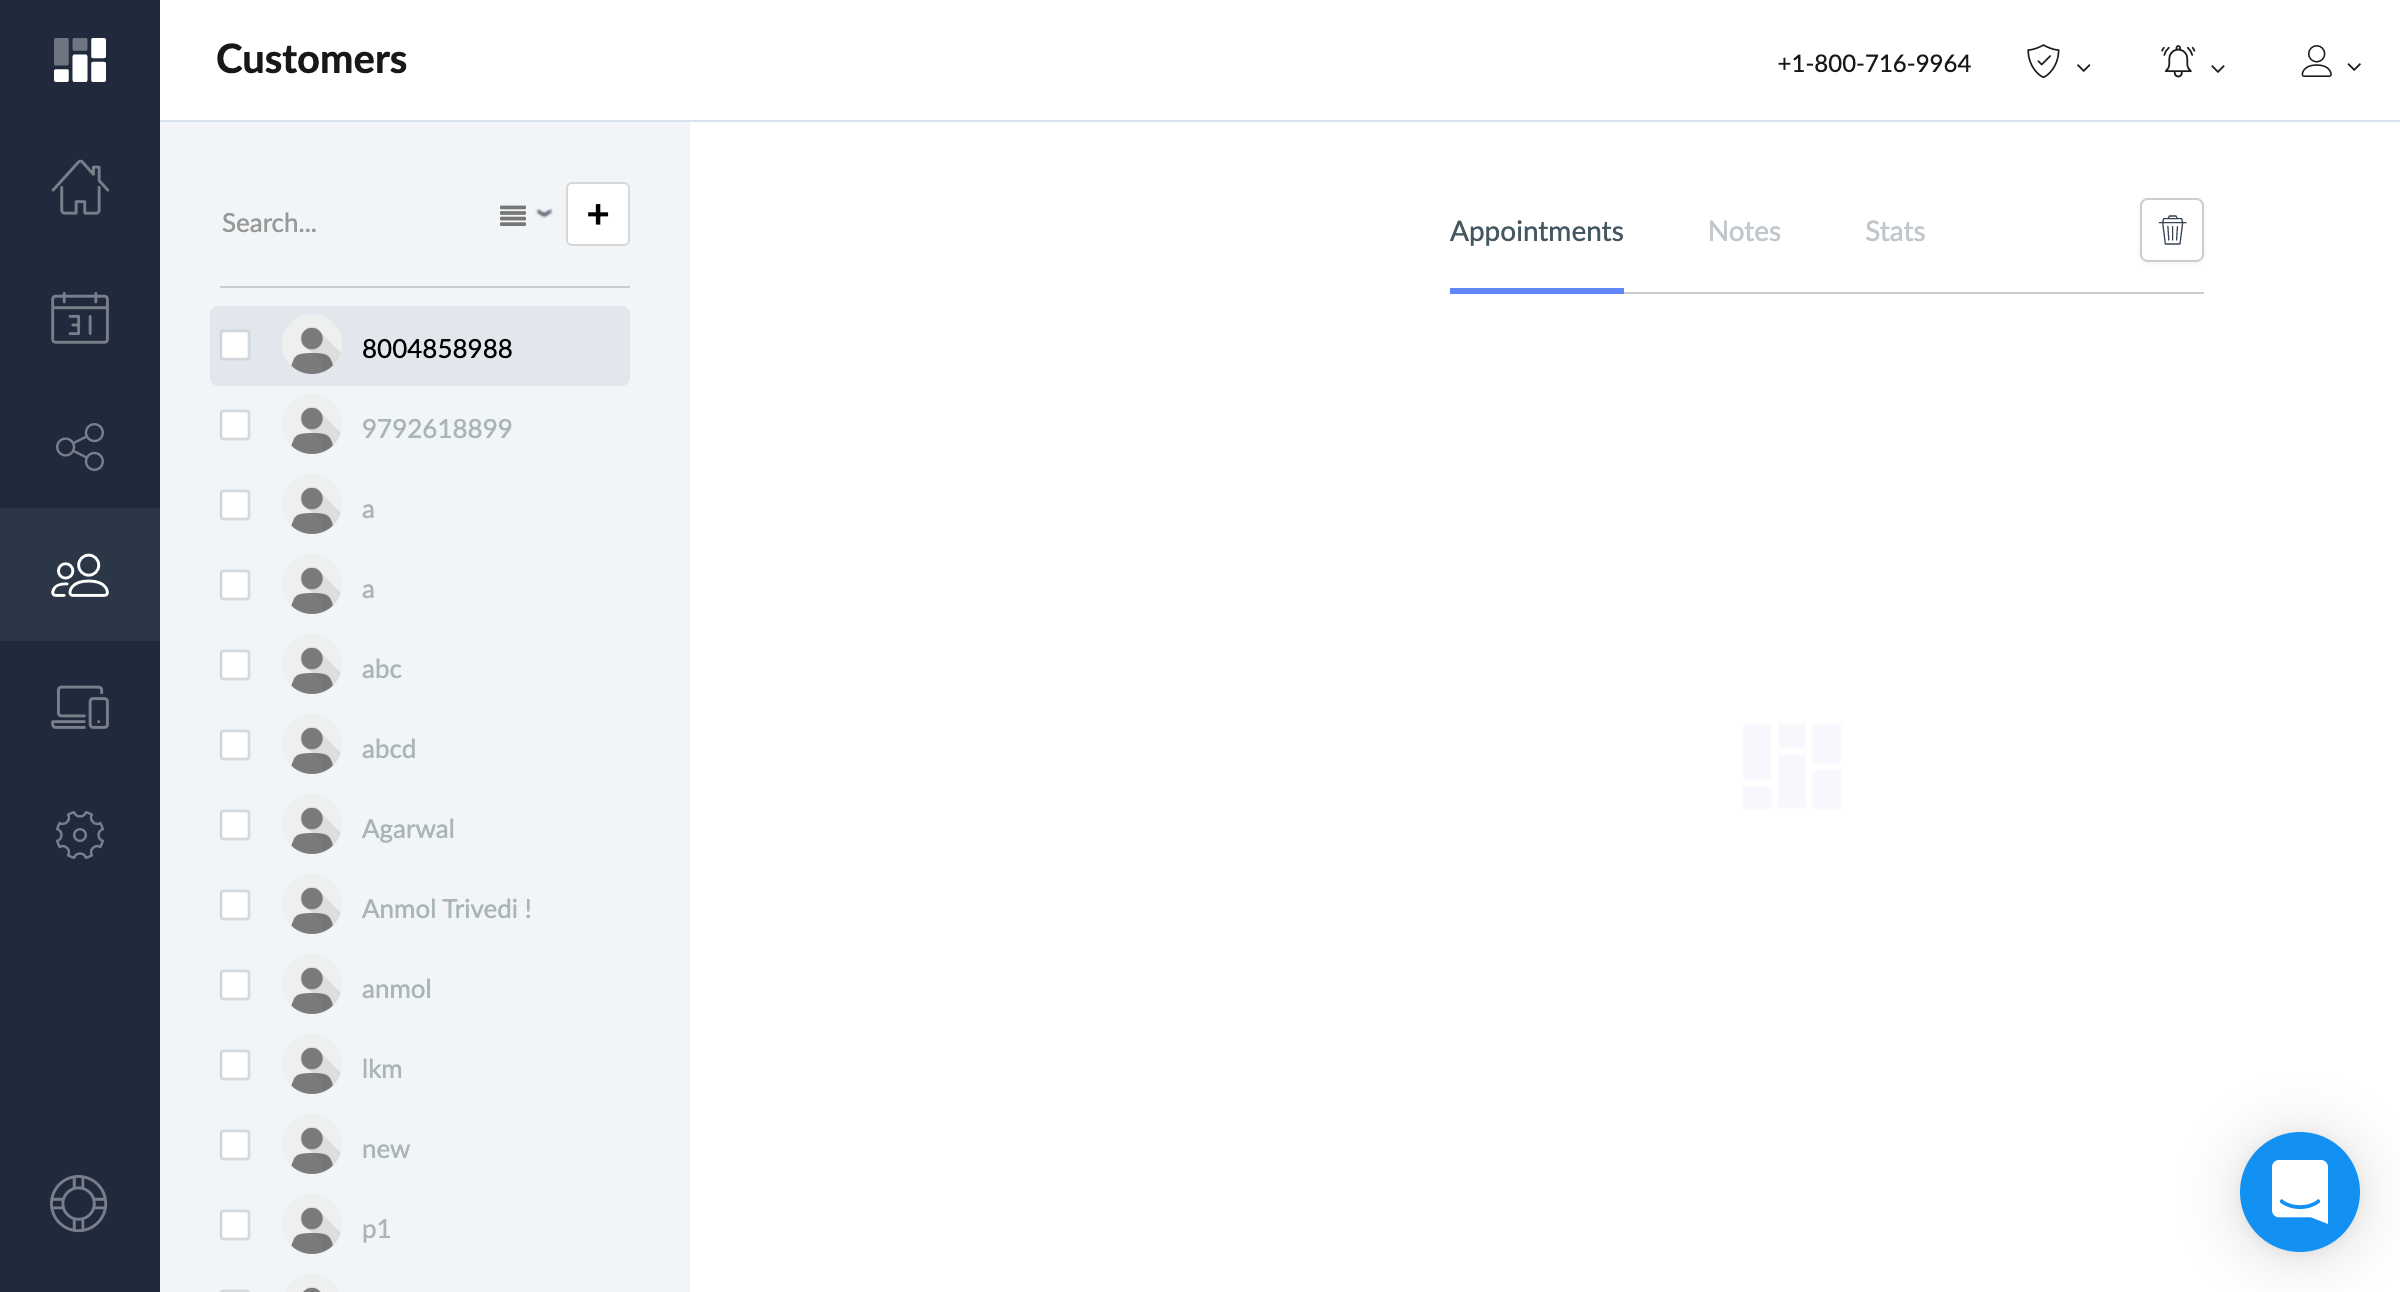 Customers
+1-800-716-9964
Search...
Appointments
Notes
Stats
31
8004858988
9792618899
a
a
abc
abcd
Agarwal
Anmol Trivedi !
anmol
lkm
new
p1